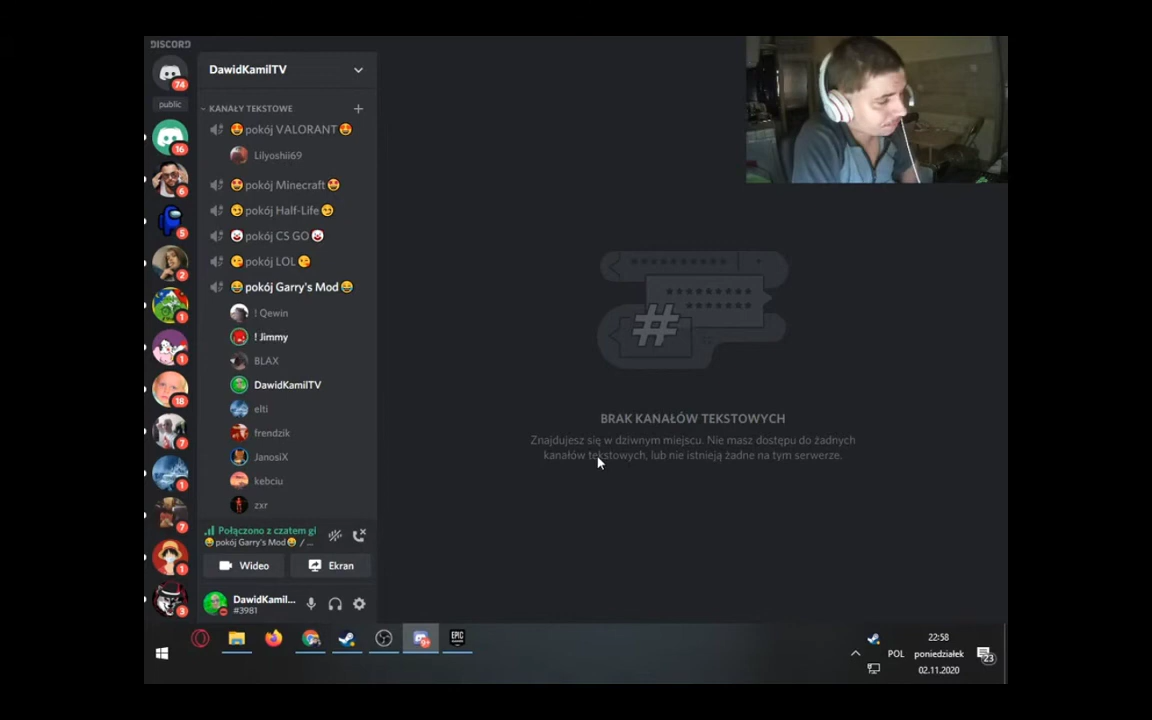 DISCORD
74
public
16
6
5
2
1
1
18
7
1
7
1
3
DawidKamilTV
KANAŁY TEKSTOWE
🤩 pokój VALORANT 🤩
Lilyoshii69
🤩 pokój Minecraft 🤩
😏 pokój Half-Life 😏
🤡 pokój CS GO 🤡
😘 pokój LOL 😘
😂 pokój Garry's Mod 😂
! Qewin
! Jimmy
BLAX
DawidKamilTV
elti
frendzik
JanosiX
kebciu
zxr
Połączono z czatem gł
😂 pokój Garry's Mod 😂 / ...
Wideo
Ekran
DawidKamil...
#3981
BRAK KANAŁÓW TEKSTOWYCH
Znajdujesz się w dziwnym miejscu. Nie masz dostępu do żadnych
kanałów tekstowych, lub nie istnieją żadne na tym serwerze.
EPIC
POL
22:58
poniedziałek
02.11.2020
23